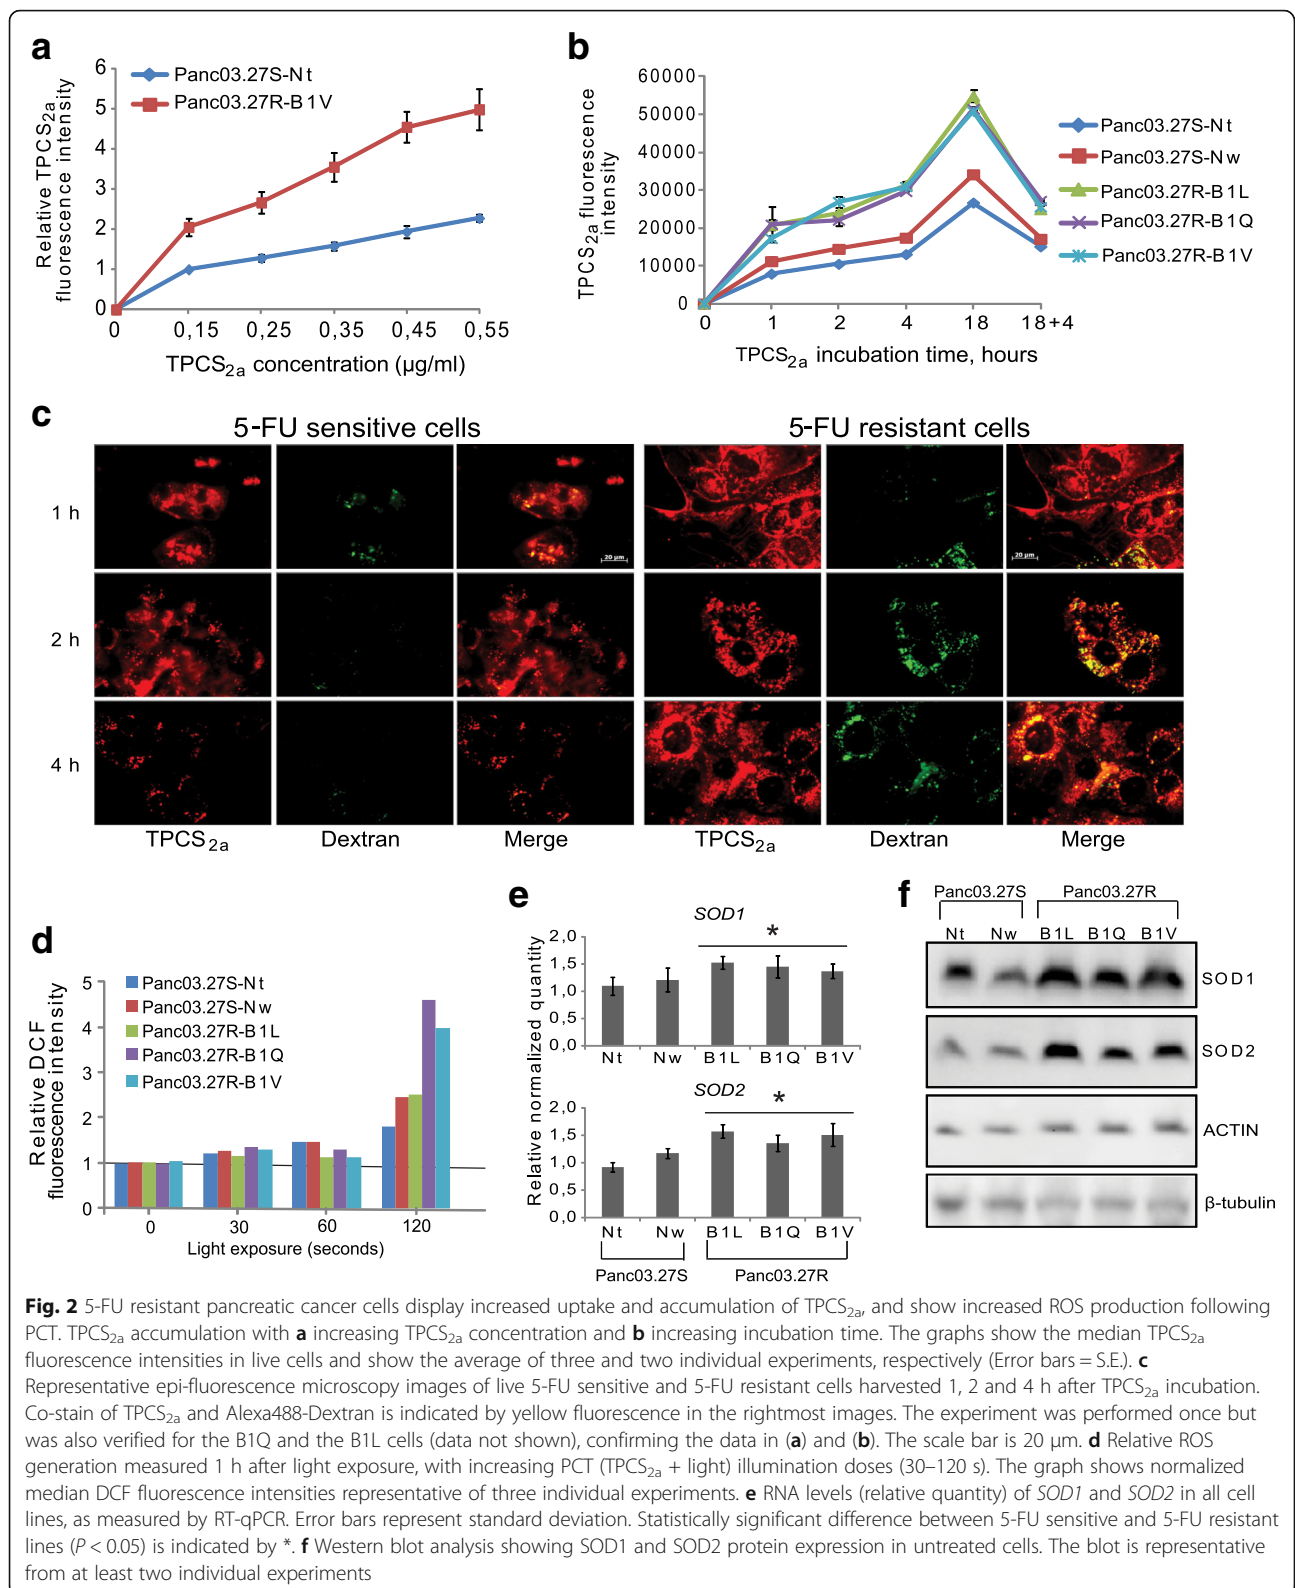 a
Relative TPCS2a
fluorescence intensity
6
5
4
3
2
1
0
Panc03.27S-Nt
Panc03.27R-B1V
0
0,15
0,25
0,35
0,45
0,55
TPCS2a concentration (µg/ml)
b
TPCS2a fluorescence
intensity
60000
50000
40000
30000
20000
10000
0
0
1
2
4
18
18+4
TPCS2a incubation time, hours
Panc03.27S-Nt
Panc03.27S-Nw
Panc03.27R-B1L
Panc03.27R-B1Q
Panc03.27R-B1V
c
5-FU sensitive cells
5-FU resistant cells
1 h
20 µm
20 µm
2 h
4 h
TPCS2a
Dextran
Merge
TPCS2a
Dextran
Merge
d
Relative DCF
fluorescence intensity
5
4
3
2
1
0
Panc03.27S-Nt
Panc03.27S-Nw
Panc03.27R-B1L
Panc03.27R-B1Q
Panc03.27R-B1V
0
30
60
120
Light exposure (seconds)
e
Relative normalized quantity
SOD1
*
2,0
1,5
1,0
0,5
0,0
Nt
Nw
B1L
B1Q
B1V
SOD2
*
2,0
1,5
1,0
0,5
0,0
Nt
Nw
B1L
B1Q
B1V
Panc03.27S
Panc03.27R
f
Panc03.27S
Panc03.27R
Nt
Nw
B1L
B1Q
B1V
SOD1
SOD2
ACTIN
β-tubulin
Fig. 2 5-FU resistant pancreatic cancer cells display increased uptake and accumulation of TPCS2a, and show increased ROS production following
PCT. TPCS2a accumulation with a increasing TPCS2a concentration and b increasing incubation time. The graphs show the median TPCS2a
fluorescence intensities in live cells and show the average of three and two individual experiments, respectively (Error bars = S.E.). c
Representative epi-fluorescence microscopy images of live 5-FU sensitive and 5-FU resistant cells harvested 1, 2 and 4 h after TPCS2a incubation.
Co-stain of TPCS2a and Alexa488-Dextran is indicated by yellow fluorescence in the rightmost images. The experiment was performed once but
was also verified for the B1Q and the B1L cells (data not shown), confirming the data in (a) and (b). The scale bar is 20 µm. d Relative ROS
generation measured 1 h after light exposure, with increasing PCT (TPCS2a + light) illumination doses (30–120 s). The graph shows normalized
median DCF fluorescence intensities representative of three individual experiments. e RNA levels (relative quantity) of SOD1 and SOD2 in all cell
lines, as measured by RT-qPCR. Error bars represent standard deviation. Statistically significant difference between 5-FU sensitive and 5-FU resistant
lines (P < 0.05) is indicated by *. f Western blot analysis showing SOD1 and SOD2 protein expression in untreated cells. The blot is representative
from at least two individual experiments